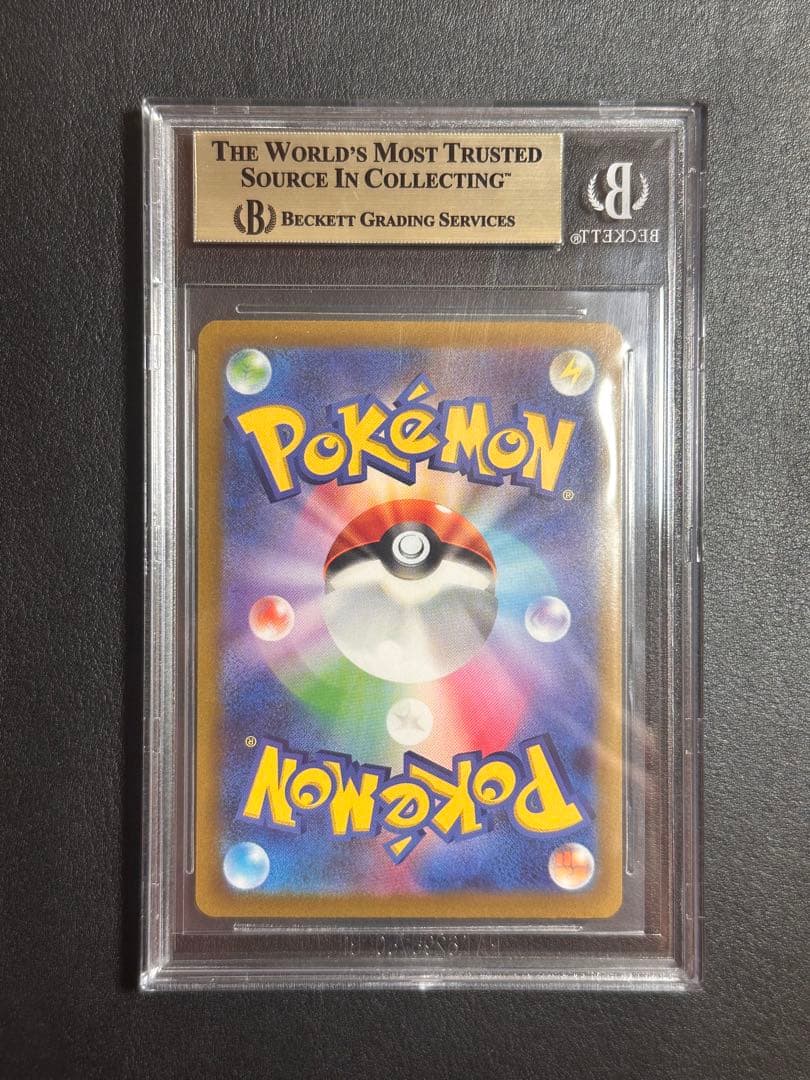 THE WORLD'S MOST TRUSTED
SOURCE IN COLLECTING™
B BECKETT GRADING SERVICES
B
BECKETT®
POKéMON®
POKéMON®